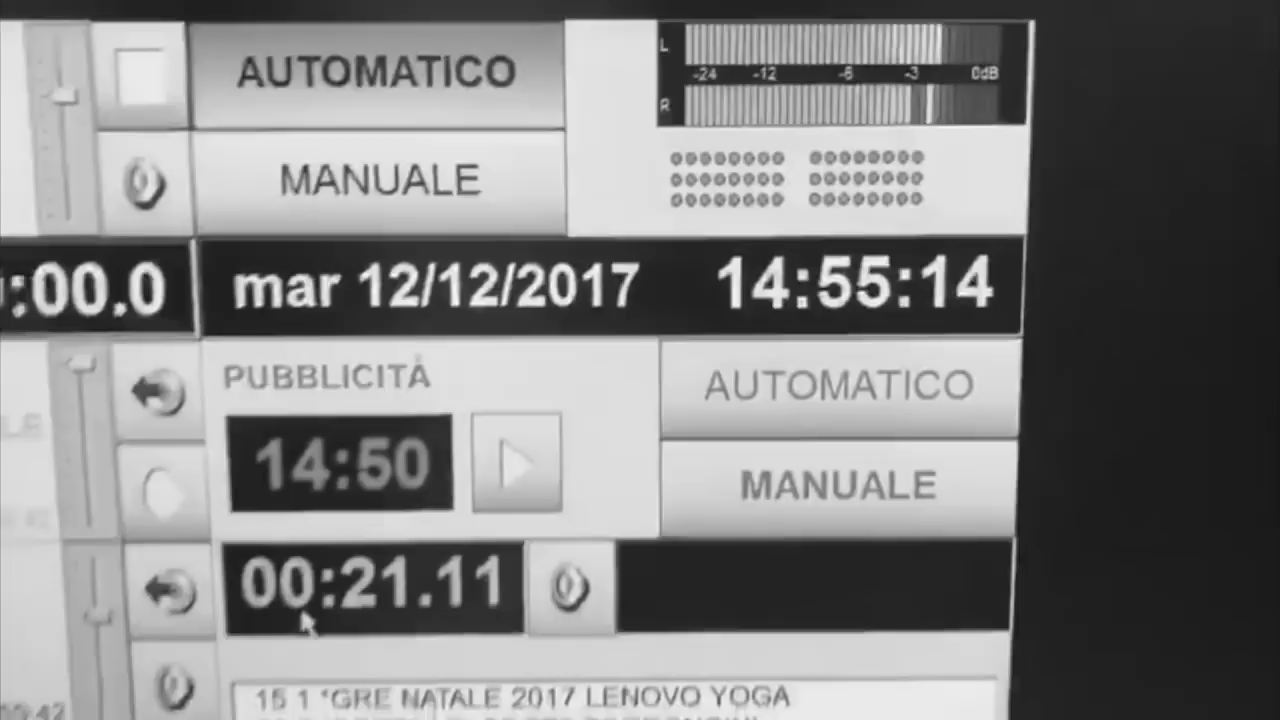 AUTOMATICO
L
-24 -12 -6 -3 0dB
R
MANUALE
:00.0
mar 12/12/2017 14:55:14
PUBBLICITÀ
AUTOMATICO
14:50
MANUALE
00:21.11
15 1 *GRE NATALE 2017 LENOVO YOGA